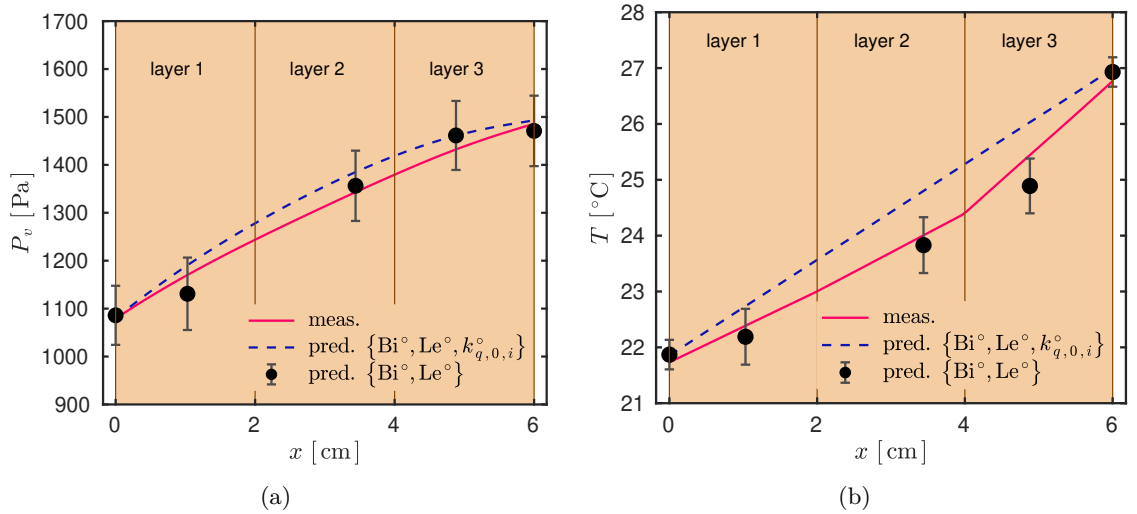 1700
1600
1500
1400
1300
1200
1100
1000
900
P_v [Pa]
layer 1
layer 2
layer 3
meas.
pred. {Bi°, Le°, k°_{q,0,i}}
pred. {Bi°, Le°}
0 2 4 6
x [cm]
(a)
28
27
26
25
24
23
22
21
T [°C]
layer 1
layer 2
layer 3
meas.
pred. {Bi°, Le°, k°_{q,0,i}}
pred. {Bi°, Le°}
0 2 4 6
x [cm]
(b)